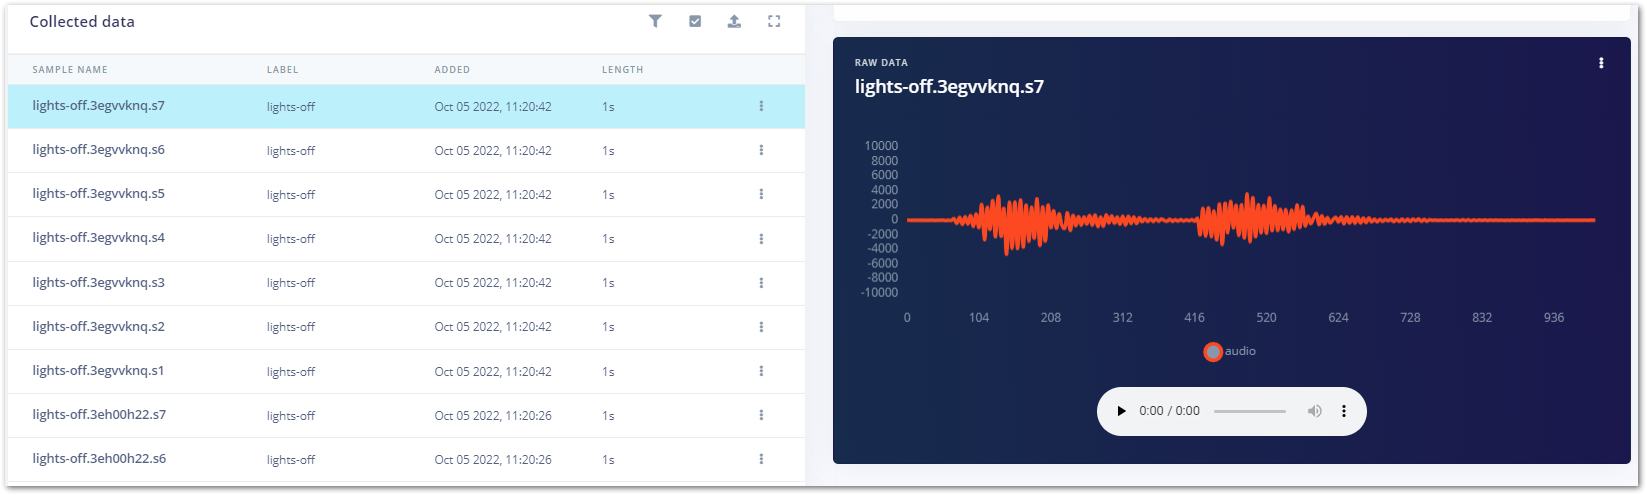 Collected data
SAMPLE NAME LABEL ADDED LENGTH
lights-off.3egvvknq.s7 lights-off Oct 05 2022, 11:20:42 1s
lights-off.3egvvknq.s6 lights-off Oct 05 2022, 11:20:42 1s
lights-off.3egvvknq.s5 lights-off Oct 05 2022, 11:20:42 1s
lights-off.3egvvknq.s4 lights-off Oct 05 2022, 11:20:42 1s
lights-off.3egvvknq.s3 lights-off Oct 05 2022, 11:20:42 1s
lights-off.3egvvknq.s2 lights-off Oct 05 2022, 11:20:42 1s
lights-off.3egvvknq.s1 lights-off Oct 05 2022, 11:20:42 1s
lights-off.3eh00h22.s7 lights-off Oct 05 2022, 11:20:26 1s
lights-off.3eh00h22.s6 lights-off Oct 05 2022, 11:20:26 1s
RAW DATA
lights-off.3egvvknq.s7
10000
8000
6000
4000
2000
0
-2000
-4000
-6000
-8000
-10000
0 104 208 312 416 520 624 728 832 936
audio
0:00 / 0:00